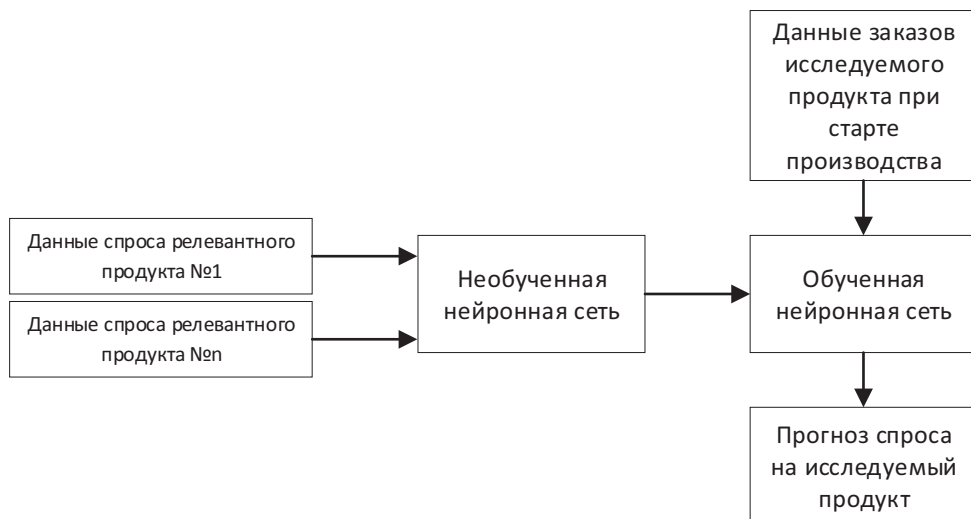 Данные заказов
исследуемого
продукта при
старте
производства
Данные спроса релевантного
продукта №1
Данные спроса релевантного
продукта №n
Необученная
нейронная сеть
Обученная
нейронная сеть
Прогноз спроса
на исследуемый
продукт